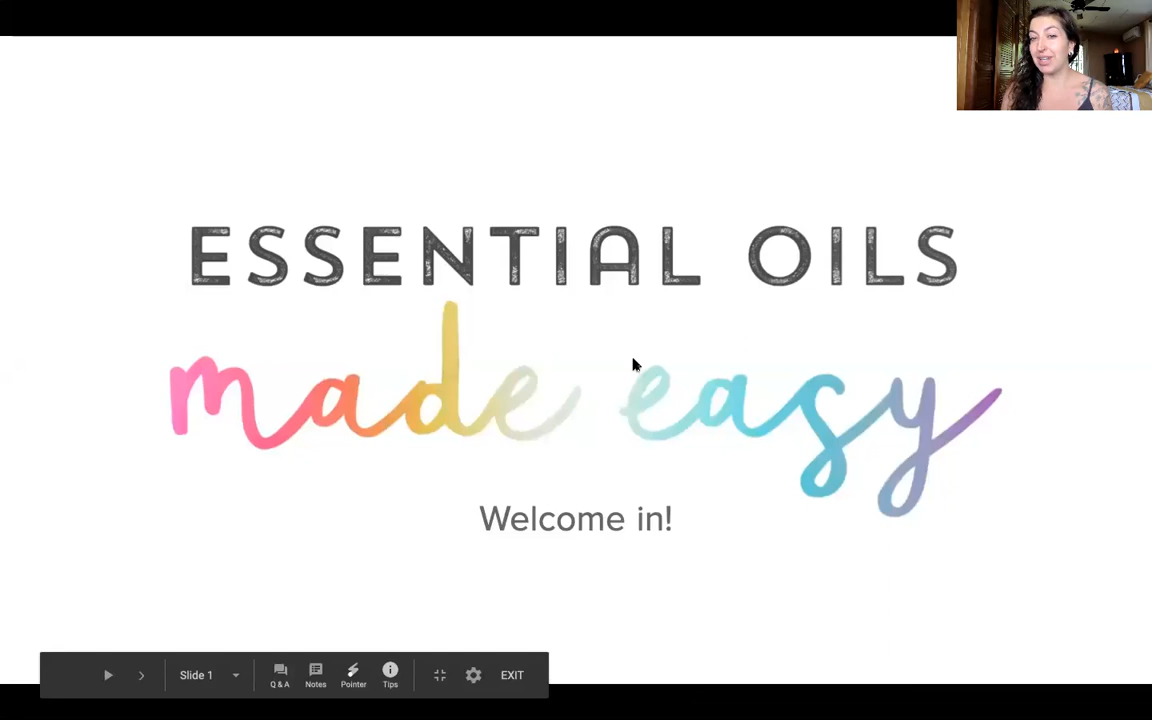 ESSENTIAL OILS
made easy
Welcome in!
Slide 1
Q & A
Notes
Pointer
Tips
EXIT